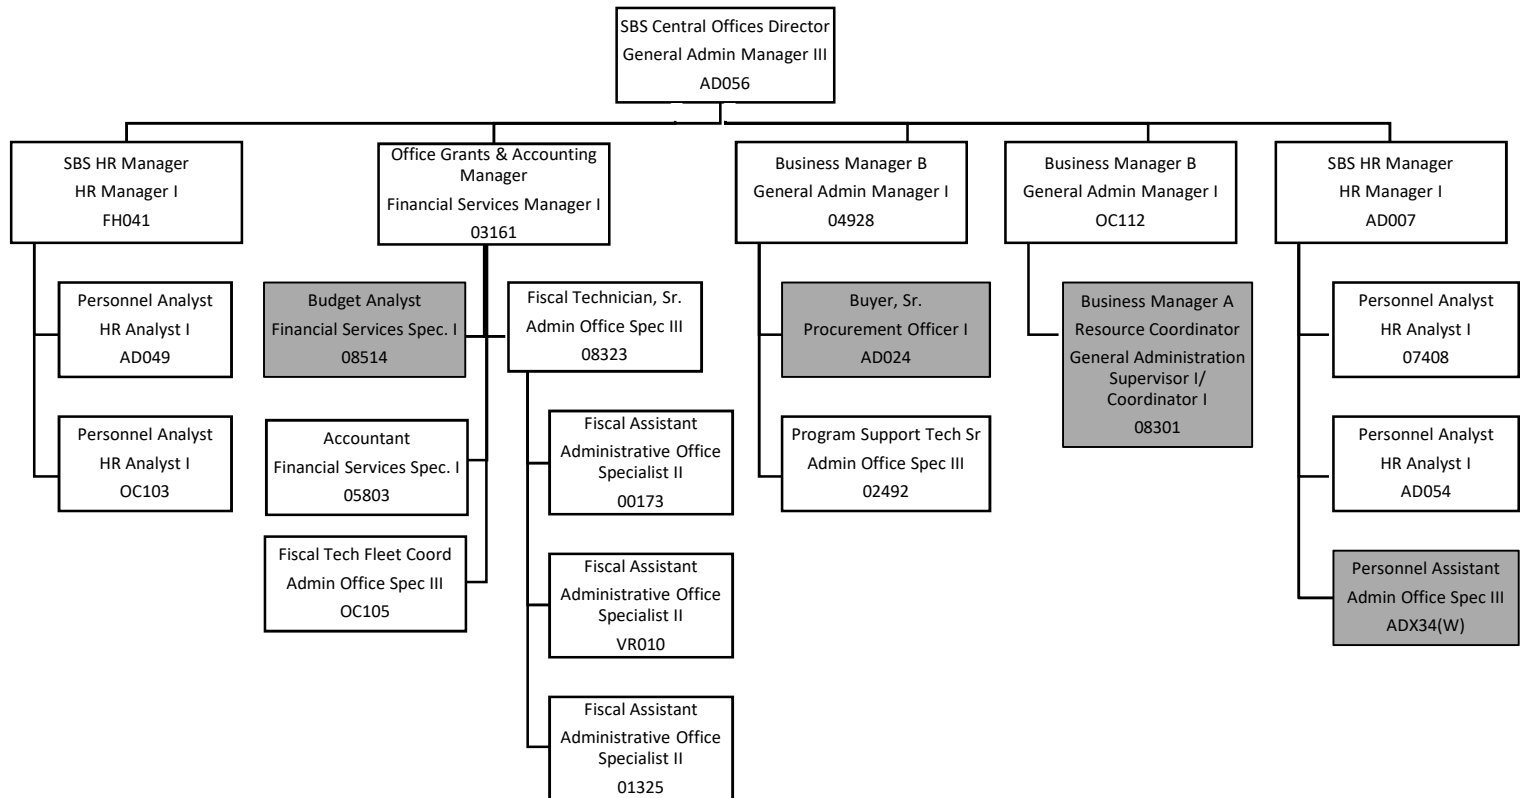 SBS Central Offices Director
General Admin Manager III
AD056
SBS HR Manager
HR Manager I
FH041
Office Grants & Accounting
Manager
Financial Services Manager I
03161
Business Manager B
General Admin Manager I
04928
Business Manager B
General Admin Manager I
OC112
SBS HR Manager
HR Manager I
AD007
Personnel Analyst
HR Analyst I
AD049
Personnel Analyst
HR Analyst I
OC103
Budget Analyst
Financial Services Spec. I
08514
Accountant
Financial Services Spec. I
05803
Fiscal Tech Fleet Coord
Admin Office Spec III
OC105
Fiscal Technician, Sr.
Admin Office Spec III
08323
Fiscal Assistant
Administrative Office
Specialist II
00173
Fiscal Assistant
Administrative Office
Specialist II
VR010
Fiscal Assistant
Administrative Office
Specialist II
01325
Buyer, Sr.
Procurement Officer I
AD024
Program Support Tech Sr
Admin Office Spec III
02492
Business Manager A
Resource Coordinator
General Administration
Supervisor I/
Coordinator I
08301
Personnel Analyst
HR Analyst I
07408
Personnel Analyst
HR Analyst I
AD054
Personnel Assistant
Admin Office Spec III
ADX34(W)